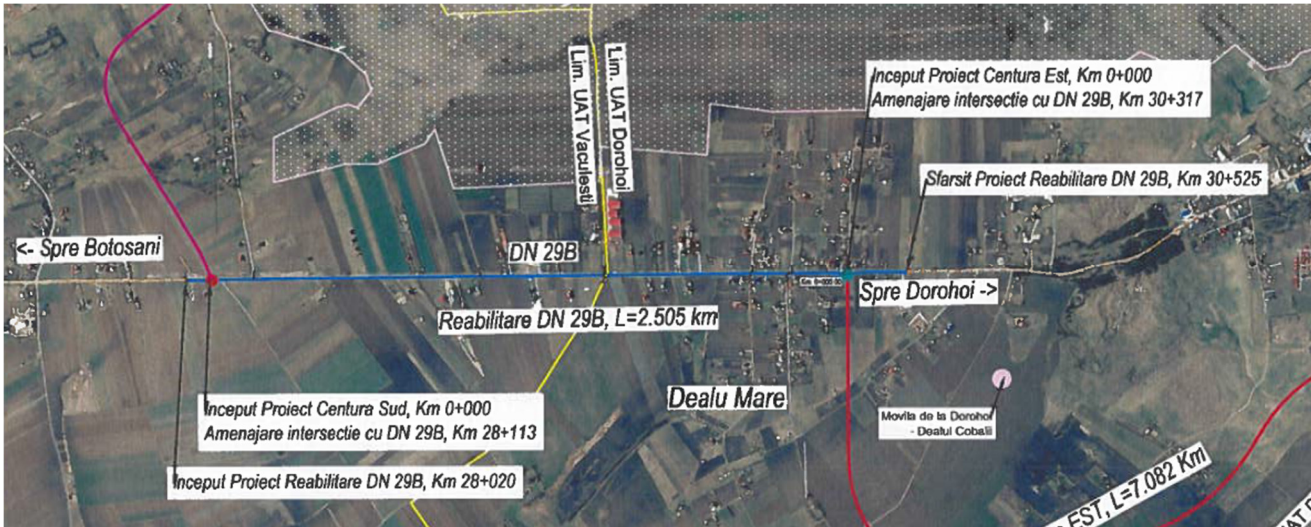 Lim. UAT Vaculesti
Lim. UAT Dorohoi
Inceput Proiect Centura Est, Km 0+000
Amenajare intersectie cu DN 29B, Km 30+317
Sfarsit Proiect Reabilitare DN 29B, Km 30+525
<- Spre Botosani
DN 29B
Spre Dorohoi ->
Reabilitare DN 29B, L=2.505 km
Dealu Mare
Inceput Proiect Centura Sud, Km 0+000
Amenajare intersectie cu DN 29B, Km 28+113
Inceput Proiect Reabilitare DN 29B, Km 28+020
Movila de la Dorohoi
- Dealul Cobalii
EST, L=7.082 Km